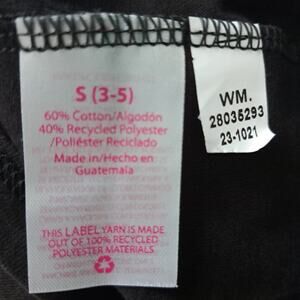 S (3-5)
60% Cotton/Algodón
40% Recycled Polyester
/Poliéster Reciclado
Made in/Hecho en
Guatemala
THIS LABEL YARN IS MADE
OUT OF 100% RECYCLED
POLYESTER MATERIALS.
WM.
28035293
23-1021